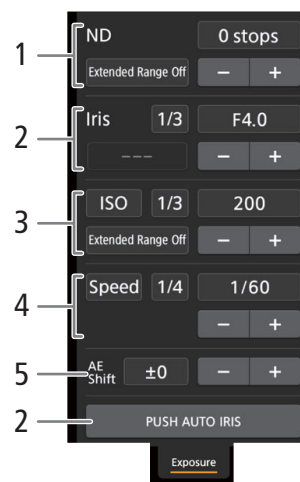 1 ND 0 stops
Extended Range Off − +
2 Iris 1/3 F4.0
--- − +
3 ISO 1/3 200
Extended Range Off − +
4 Speed 1/4 1/60
− +
5 AE Shift ±0 − +
2 PUSH AUTO IRIS
Exposure